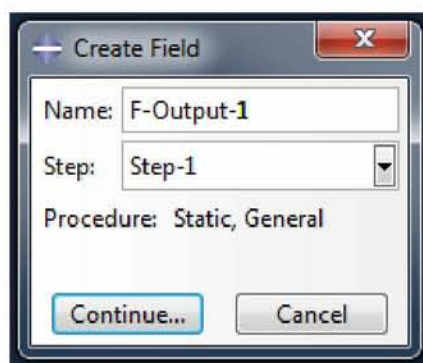 Create Field
Name: F-Output-1
Step: Step-1
Procedure: Static, General
Continue... Cancel